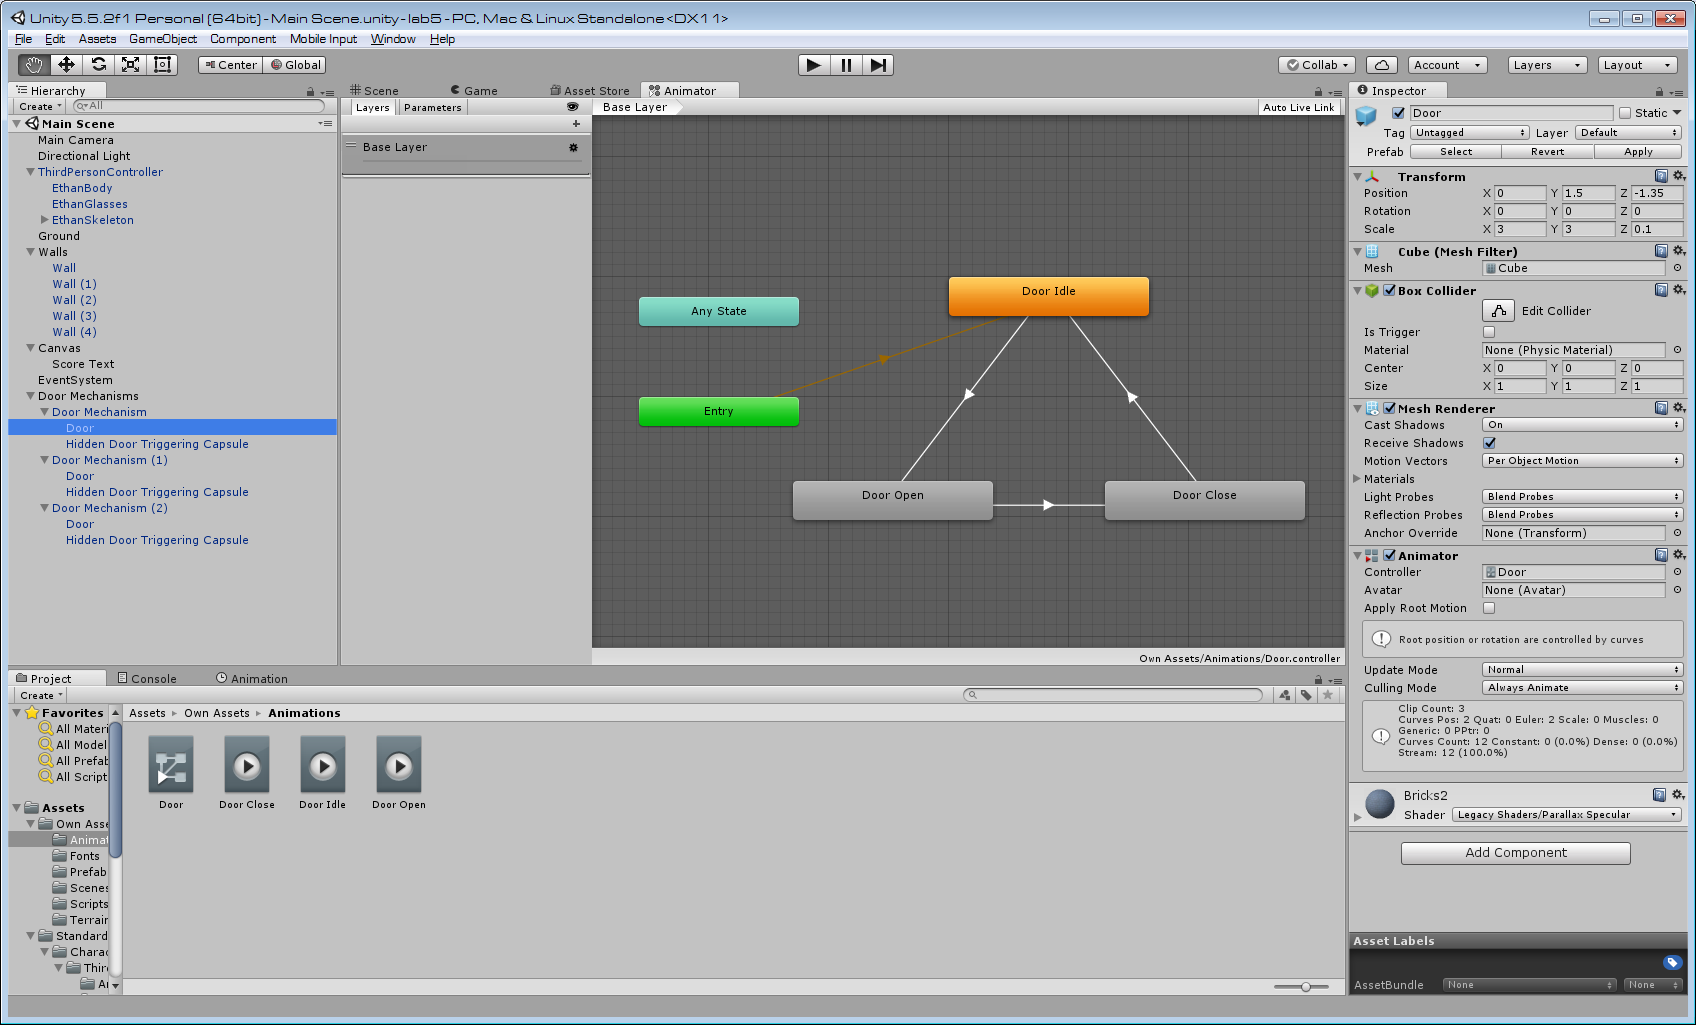 Unity 5.5.2f1 Personal (64bit) - Main Scene.unity - lab5 - PC, Mac & Linux Standalone <DX11>
File Edit Assets GameObject Component Mobile Input Window Help
Center Global Collab Account Layers Layout
Hierarchy
Create All
Main Scene
Main Camera
Directional Light
ThirdPersonController
EthanBody
EthanGlasses
EthanSkeleton
Ground
Walls
Wall
Wall (1)
Wall (2)
Wall (3)
Wall (4)
Canvas
Score Text
EventSystem
Door Mechanisms
Door Mechanism
Door
Hidden Door Triggering Capsule
Door Mechanism (1)
Door
Hidden Door Triggering Capsule
Door Mechanism (2)
Door
Hidden Door Triggering Capsule
Scene Game Asset Store Animator
Layers Parameters Base Layer Auto Live Link
Base Layer
Door Idle
Any State
Entry
Door Open Door Close
Own Assets/Animations/Door.controller
Project Console Animation
Create
Favorites
All Materi
All Model
All Prefab
All Script
Assets
Own Asse
Animat
Fonts
Prefab
Scenes
Scripts
Terrain
Standard
Charac
Thir
A
Assets Own Assets Animations
Door Door Close Door Idle Door Open
Inspector
Door Static
Tag Untagged Layer Default
Prefab Select Revert Apply
Transform
Position X 0 Y 1.5 Z -1.35
Rotation X 0 Y 0 Z 0
Scale X 3 Y 3 Z 0.1
Cube (Mesh Filter)
Mesh Cube
Box Collider
Edit Collider
Is Trigger
Material None (Physic Material)
Center X 0 Y 0 Z 0
Size X 1 Y 1 Z 1
Mesh Renderer
Cast Shadows On
Receive Shadows
Motion Vectors Per Object Motion
Materials
Light Probes Blend Probes
Reflection Probes Blend Probes
Anchor Override None (Transform)
Animator
Controller Door
Avatar None (Avatar)
Apply Root Motion
Root position or rotation are controlled by curves
Update Mode Normal
Culling Mode Always Animate
Clip Count: 3
Curves Pos: 2 Quat: 0 Euler: 2 Scale: 0 Muscles: 0
Generic: 0 PPtr: 0
Curves Count: 12 Constant: 0 (0.0%) Dense: 0 (0.0%)
Stream: 12 (100.0%)
Bricks2
Shader Legacy Shaders/Parallax Specular
Add Component
Asset Labels
AssetBundle None None